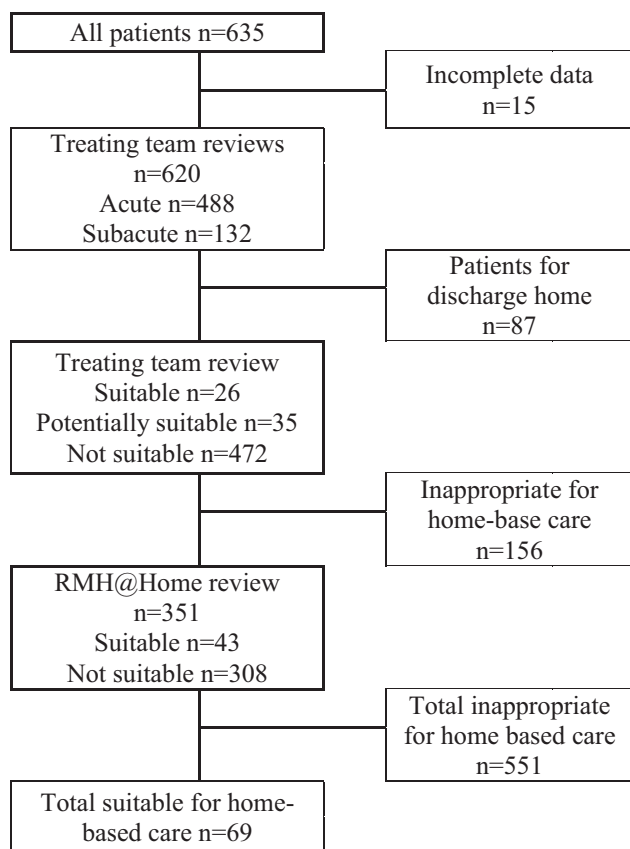 All patients n=635
Incomplete data
n=15
Treating team reviews
n=620
Acute n=488
Subacute n=132
Patients for
discharge home
n=87
Treating team review
Suitable n=26
Potentially suitable n=35
Not suitable n=472
Inappropriate for
home-base care
n=156
RMH@Home review
n=351
Suitable n=43
Not suitable n=308
Total inappropriate
for home based care
n=551
Total suitable for home-
based care n=69